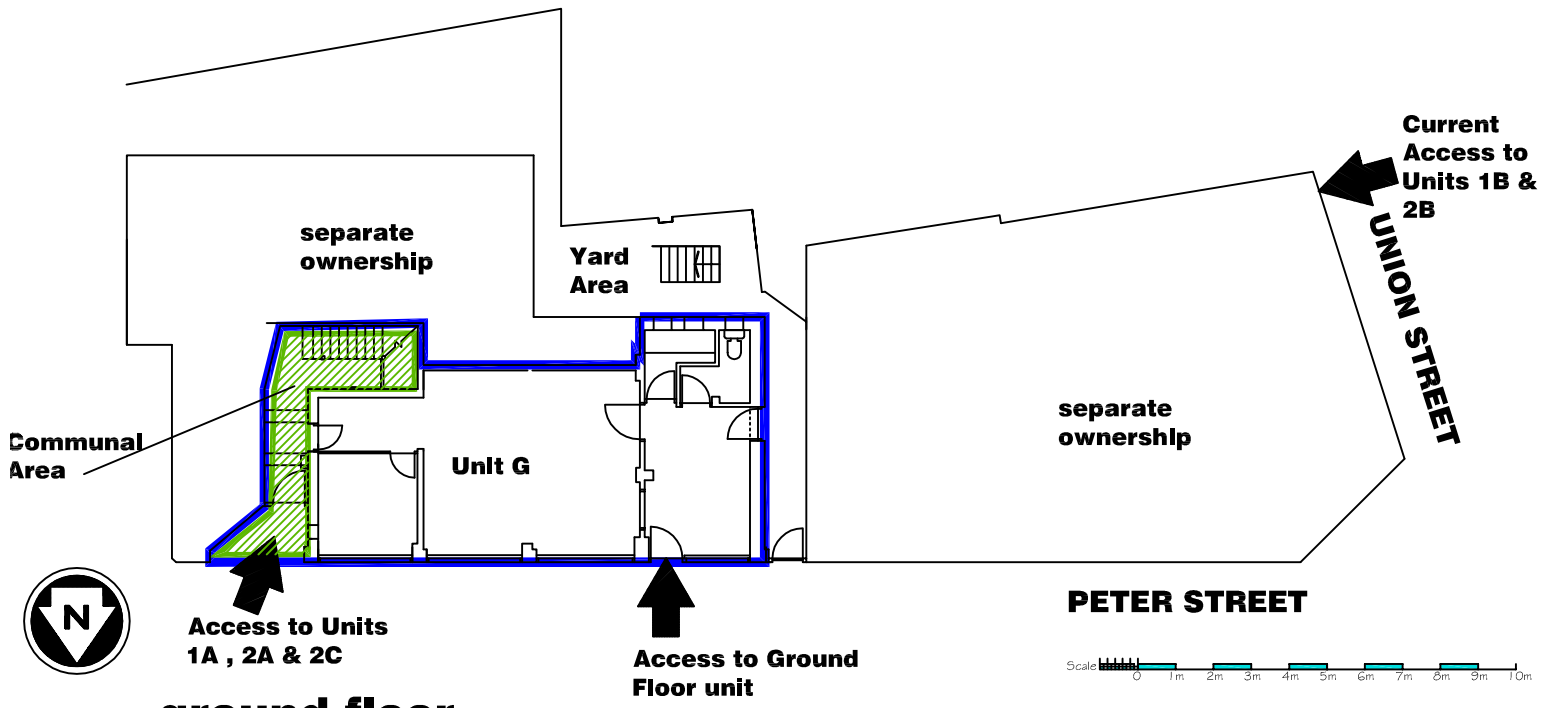 Current
Access to
Units 1B &
2B
UNION STREET
separate
ownership
Yard
Area
separate
ownership
Communal
Area
Unit G
N
Access to Units
1A , 2A & 2C
Access to Ground
Floor unit
PETER STREET
Scale
0 1m 2m 3m 4m 5m 6m 7m 8m 9m 10m
ground floor